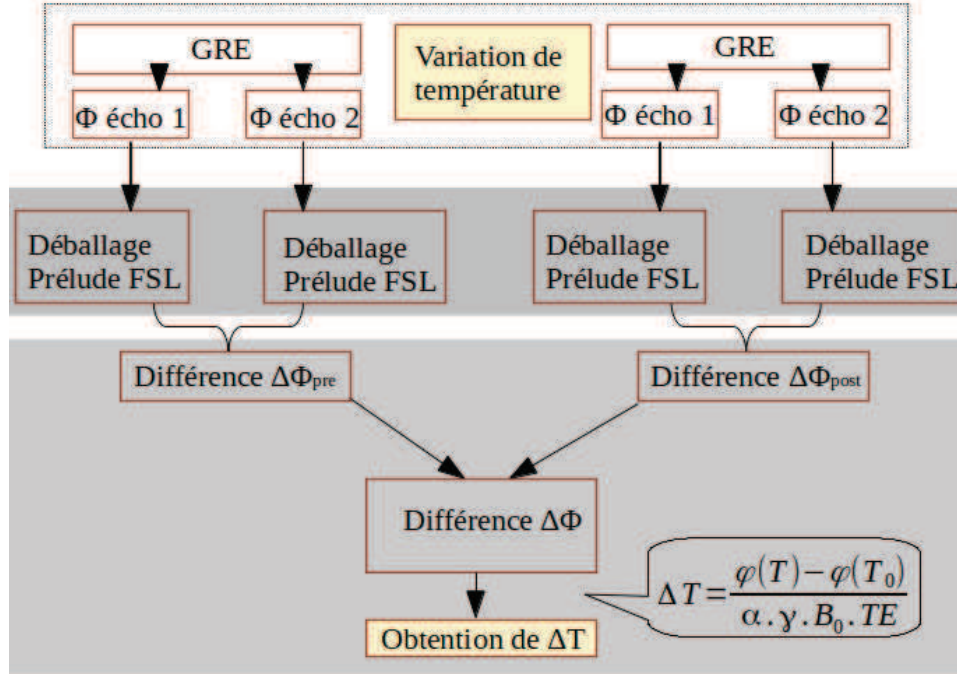 GRE
Variation de
température
GRE
Φ écho 1
Φ écho 2
Φ écho 1
Φ écho 2
Déballage
Prélude FSL
Déballage
Prélude FSL
Déballage
Prélude FSL
Déballage
Prélude FSL
Différence ΔΦpre
Différence ΔΦpost
Différence ΔΦ
ΔT = φ(T) − φ(T₀) / α . γ . B₀ . TE
Obtention de ΔT